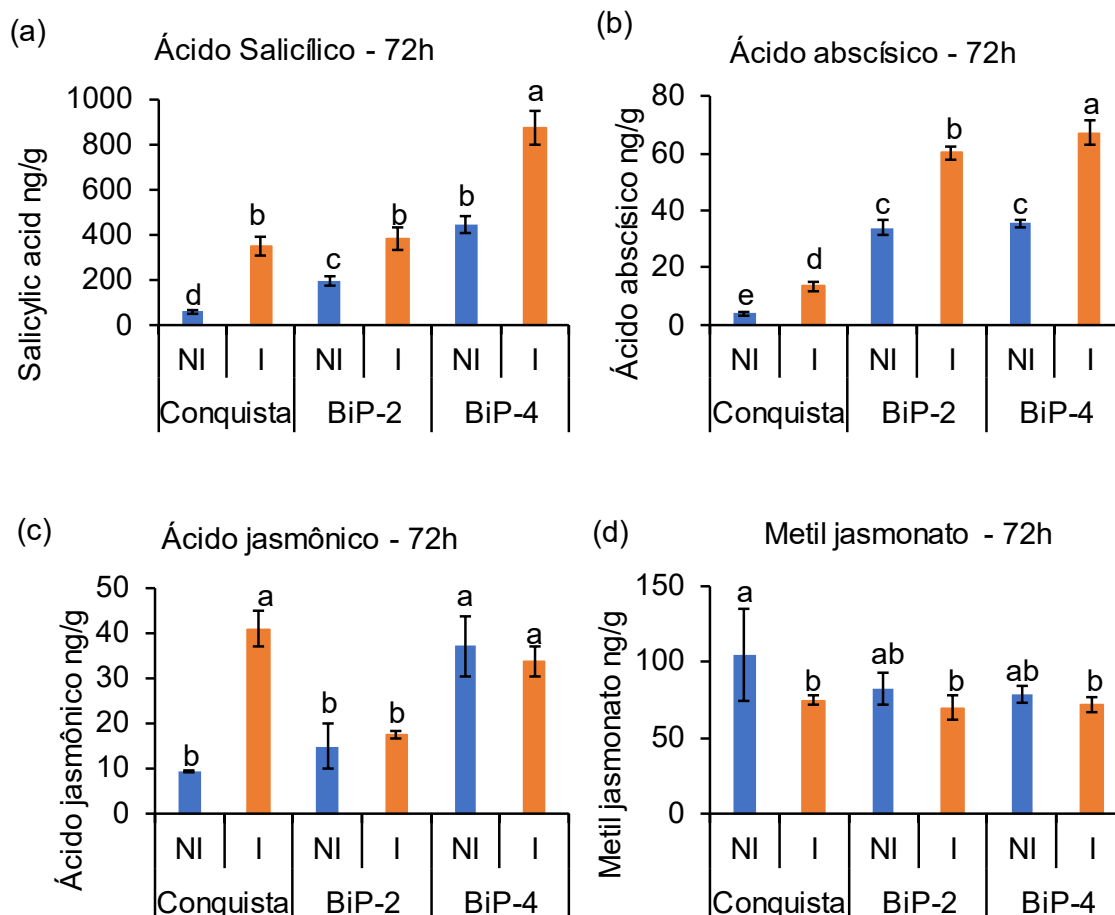 (a)
Ácido Salicílico - 72h
Salicylic acid ng/g
1000
800
600
400
200
0
d
b
c
b
b
a
NI I NI I NI I
Conquista BiP-2 BiP-4
(b)
Ácido abscísico - 72h
Ácido abscísico ng/g
80
60
40
20
0
e
d
c
b
c
a
NI I NI I NI I
Conquista BiP-2 BiP-4
(c)
Ácido jasmônico - 72h
Ácido jasmônico ng/g
50
40
30
20
10
0
b
a
b
b
a
a
NI I NI I NI I
Conquista BiP-2 BiP-4
(d)
Metil jasmonato - 72h
Metil jasmonato ng/g
150
100
50
0
a
b
ab
b
ab
b
NI I NI I NI I
Conquista BiP-2 BiP-4